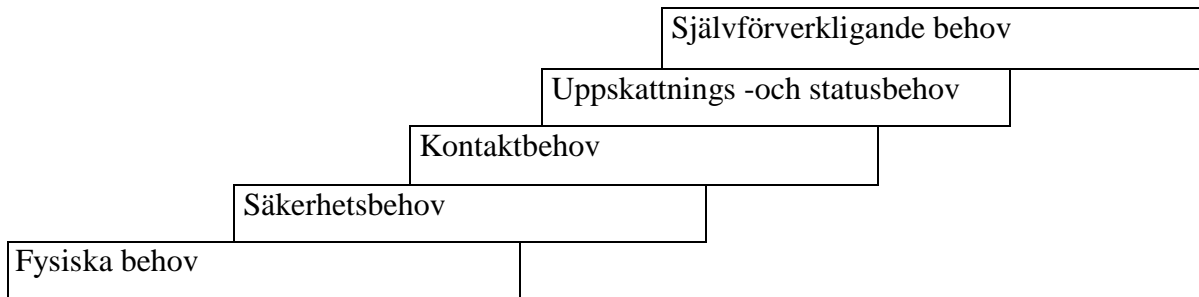 Självförverkligande behov
Uppskattnings -och statusbehov
Kontaktbehov
Säkerhetsbehov
Fysiska behov